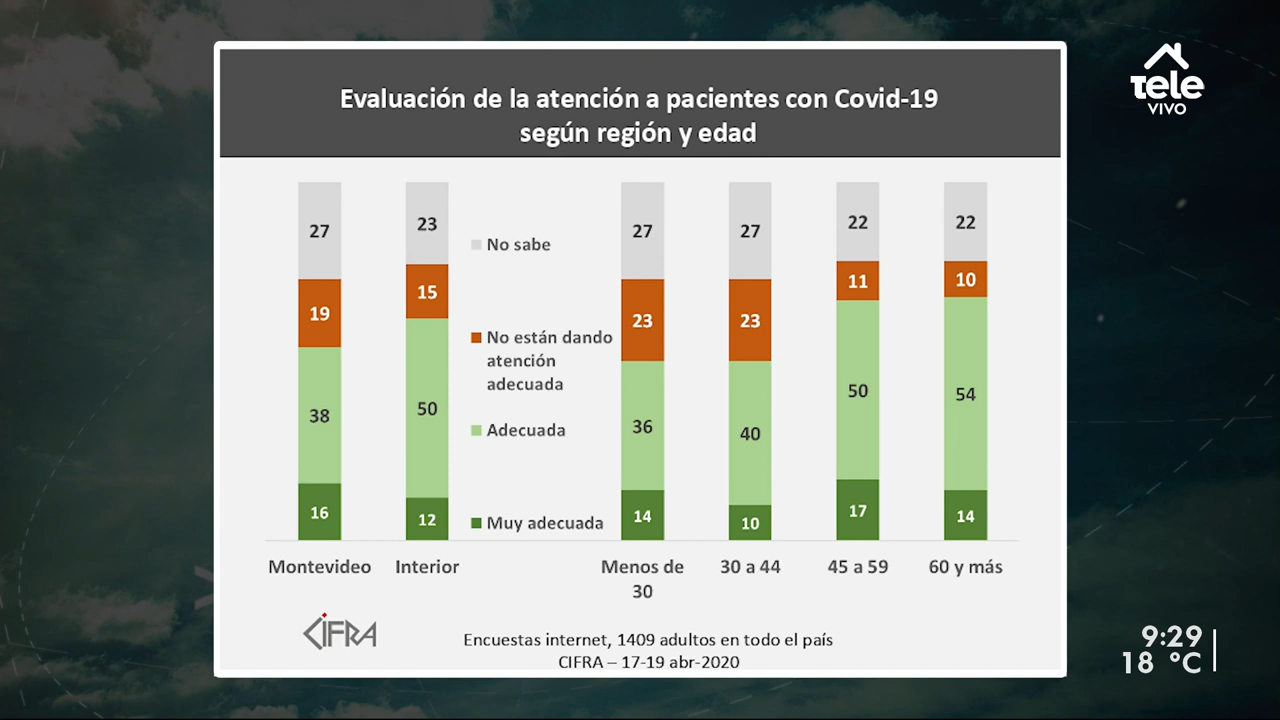 Evaluación de la atención a pacientes con Covid-19
según región y edad
tele
VIVO
27
23
27
27
22
22
No sabe
19
15
23
23
11
10
No están dando
atención
adecuada
38
50
36
40
50
54
Adecuada
16
12
14
10
17
14
Muy adecuada
Montevideo
Interior
Menos de
30
30 a 44
45 a 59
60 y más
CIFRA
Encuestas internet, 1409 adultos en todo el país
CIFRA – 17-19 abr-2020
9:29
18 °C